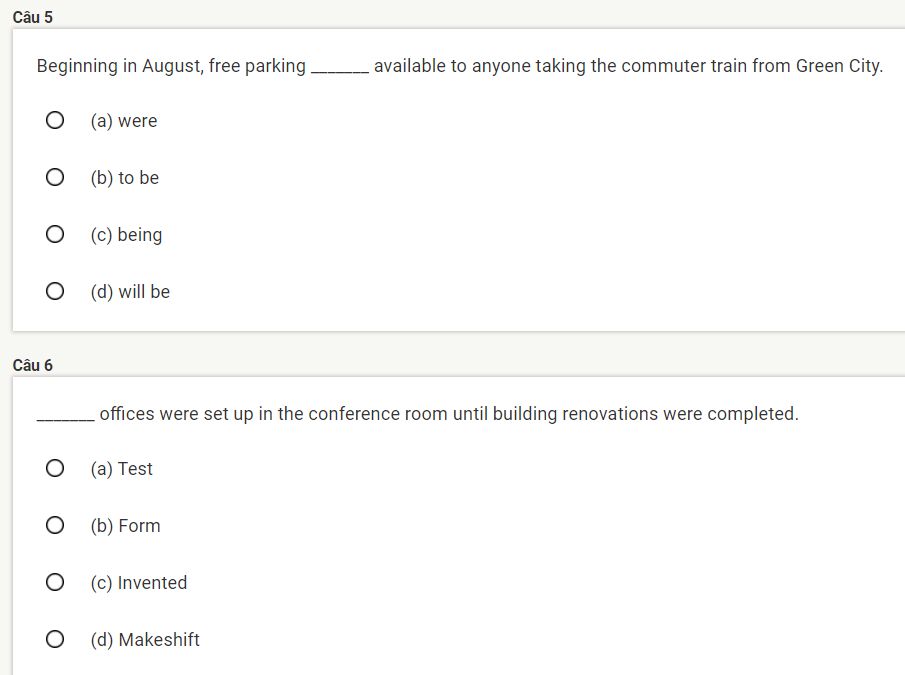 Câu 5
Beginning in August, free parking _______ available to anyone taking the commuter train from Green City.
(a) were
(b) to be
(c) being
(d) will be
Câu 6
_______ offices were set up in the conference room until building renovations were completed.
(a) Test
(b) Form
(c) Invented
(d) Makeshift